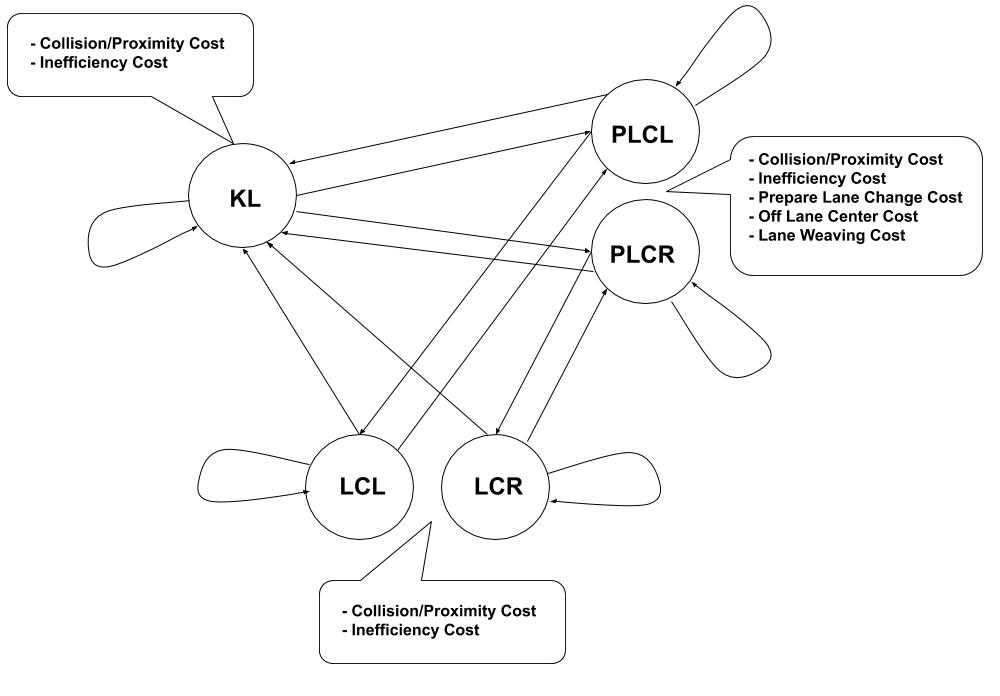 - Collision/Proximity Cost
- Inefficiency Cost
PLCL
KL
- Collision/Proximity Cost
- Inefficiency Cost
- Prepare Lane Change Cost
- Off Lane Center Cost
- Lane Weaving Cost
PLCR
LCL
LCR
- Collision/Proximity Cost
- Inefficiency Cost